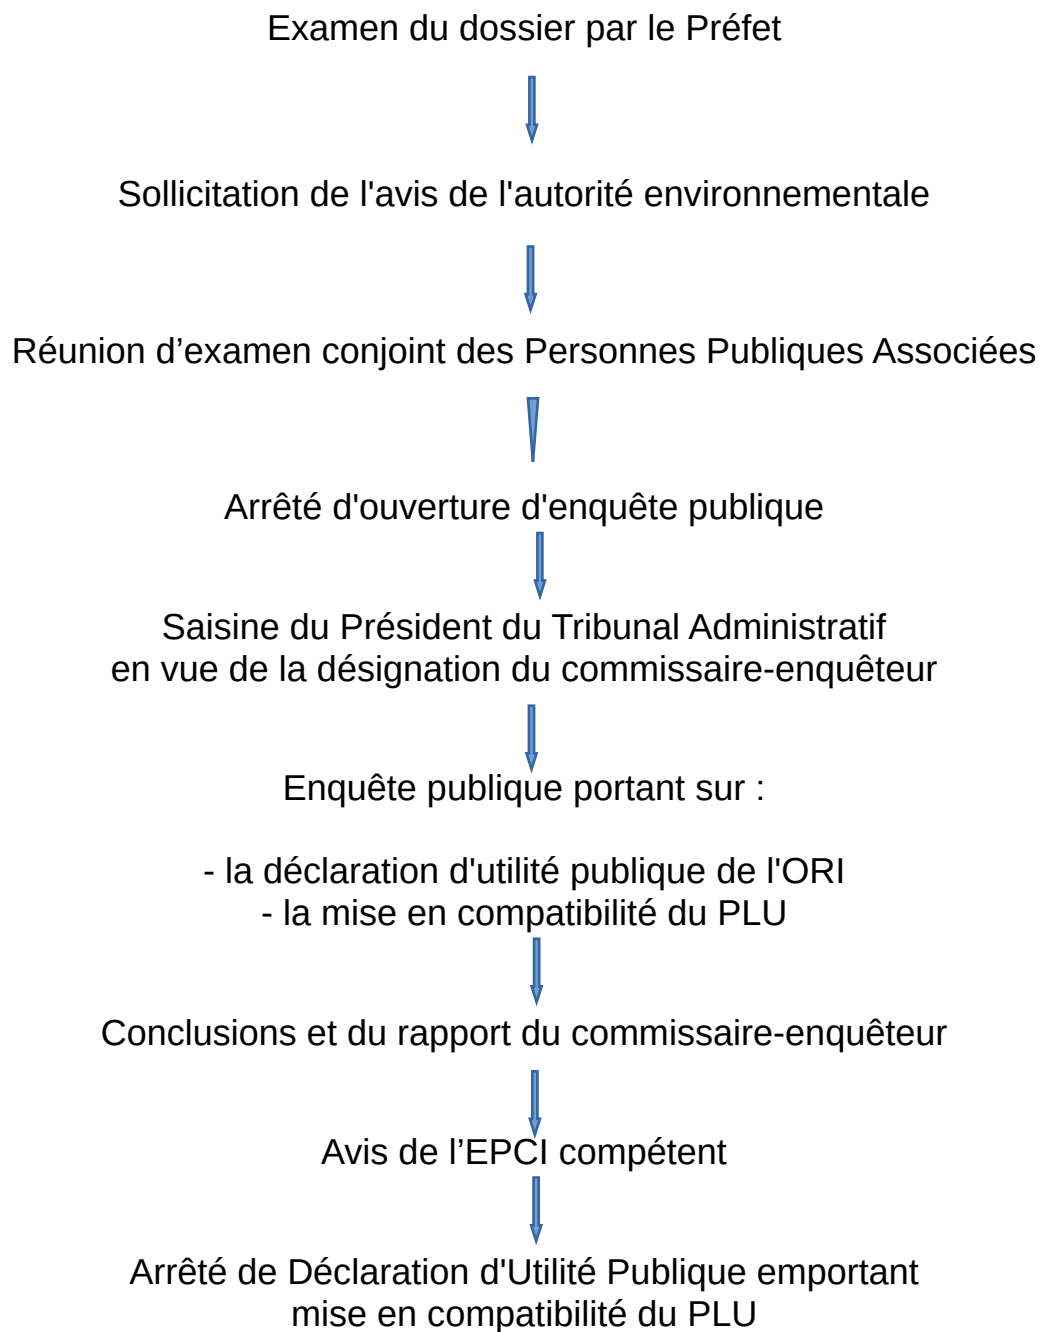 Examen du dossier par le Préfet
Sollicitation de l'avis de l'autorité environnementale
Réunion d’examen conjoint des Personnes Publiques Associées
Arrêté d'ouverture d'enquête publique
Saisine du Président du Tribunal Administratif
en vue de la désignation du commissaire-enquêteur
Enquête publique portant sur :
- la déclaration d'utilité publique de l'ORI
- la mise en compatibilité du PLU
Conclusions et du rapport du commissaire-enquêteur
Avis de l’EPCI compétent
Arrêté de Déclaration d'Utilité Publique emportant
mise en compatibilité du PLU